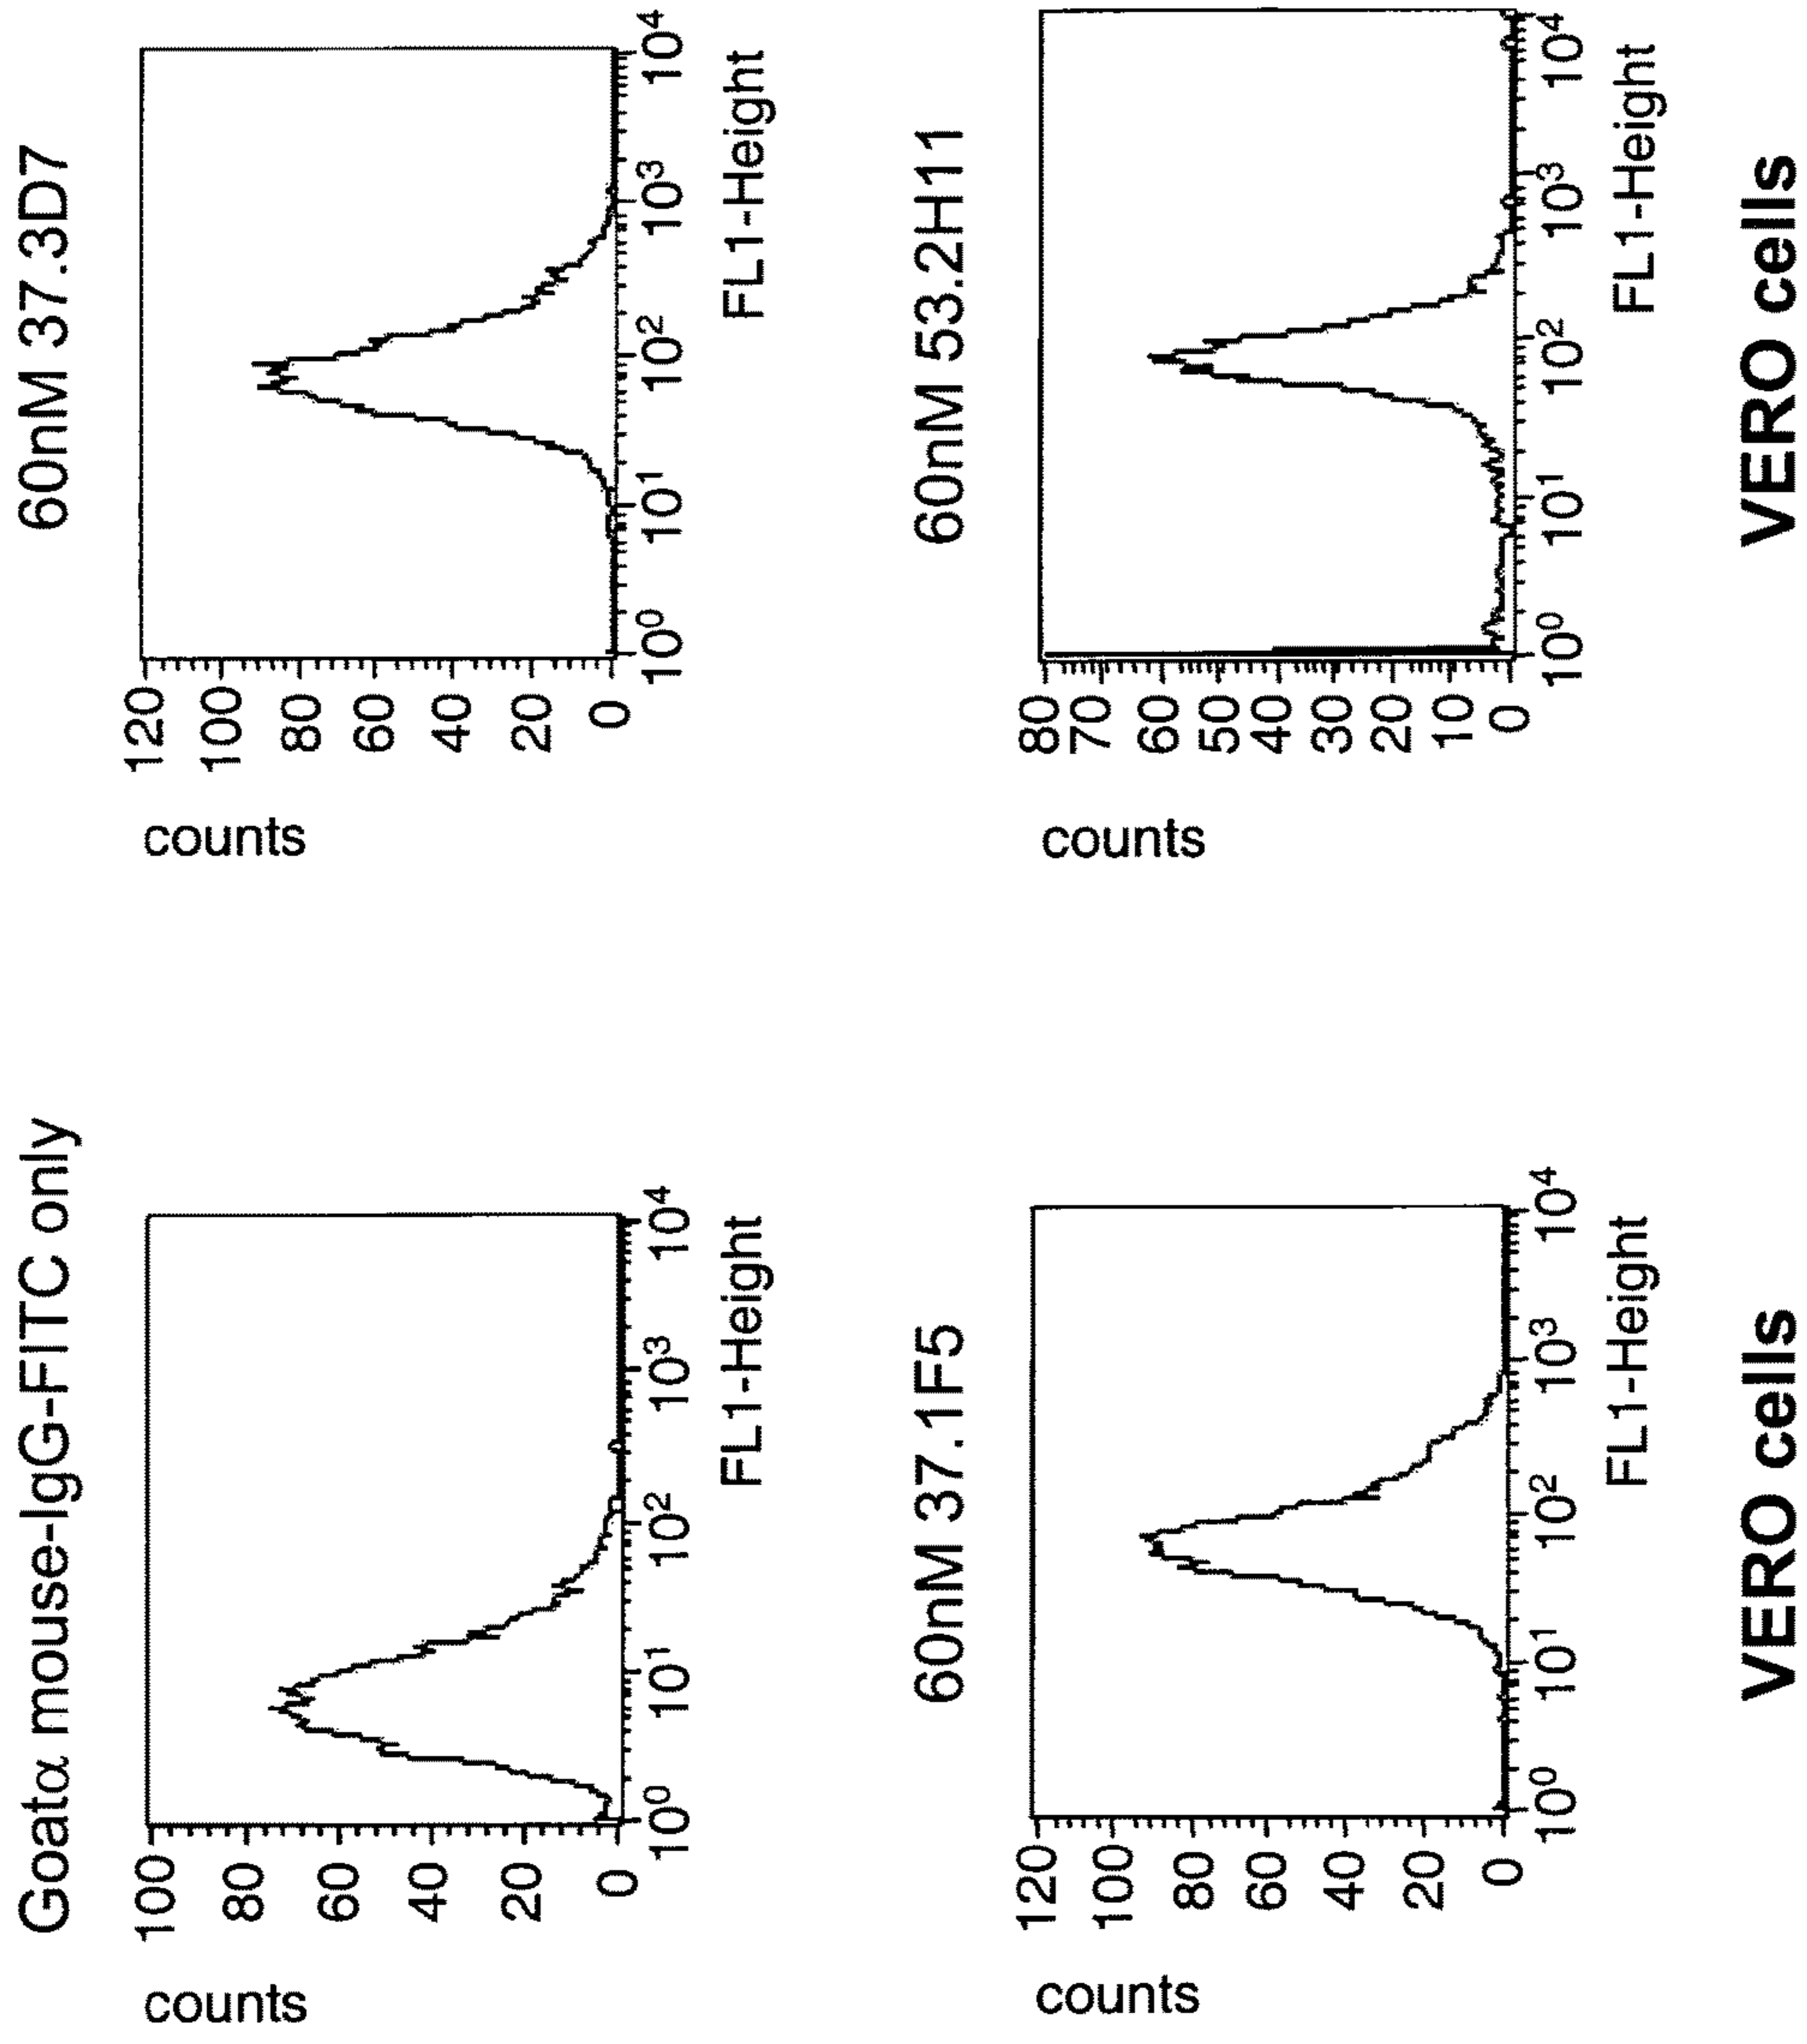 Goatα mouse-IgG-FITC only
counts
100
80
60
40
20
0
10⁰ 10¹ 10² 10³ 10⁴
FL1-Height
60nM 37.3D7
counts
120
100
80
60
40
20
0
10⁰ 10¹ 10² 10³ 10⁴
FL1-Height
60nM 37.1F5
counts
120
100
80
60
40
20
0
10⁰ 10¹ 10² 10³ 10⁴
FL1-Height
VERO cells
60nM 53.2H11
counts
80
70
60
50
40
30
20
10
0
10⁰ 10¹ 10² 10³ 10⁴
FL1-Height
VERO cells